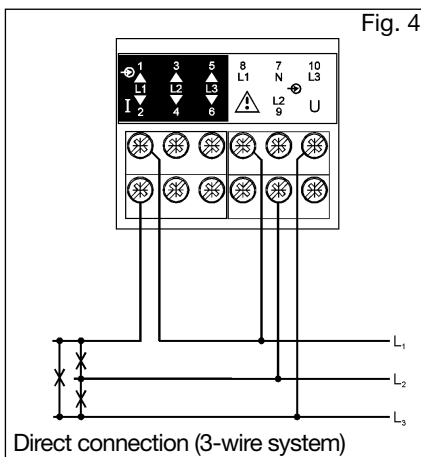 Fig. 4
1 3 5 8 7 10
L1 N L3
L1 L2 L3
I L2 U
2 4 6 9
L₁
L₂
L₃
Direct connection (3-wire system)